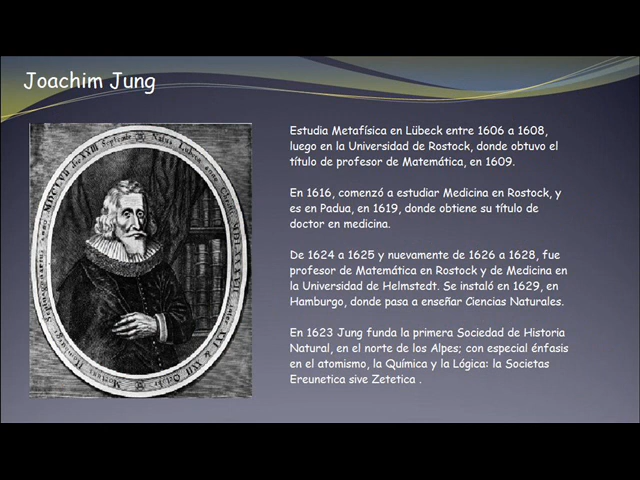 Joachim Jung
Estudia Metafísica en Lübeck entre 1606 a 1608,
luego en la Universidad de Rostock, donde obtuvo el
título de profesor de Matemática, en 1609.
En 1616, comenzó a estudiar Medicina en Rostock, y
es en Padua, en 1619, donde obtiene su título de
doctor en medicina.
De 1624 a 1625 y nuevamente de 1626 a 1628, fue
profesor de Matemática en Rostock y de Medicina en
la Universidad de Helmstedt. Se instaló en 1629, en
Hamburgo, donde pasa a enseñar Ciencias Naturales.
En 1623 Jung funda la primera Sociedad de Historia
Natural, en el norte de los Alpes; con especial énfasis
en el atomismo, la Química y la Lógica: la Societas
Ereunetica sive Zetetica .